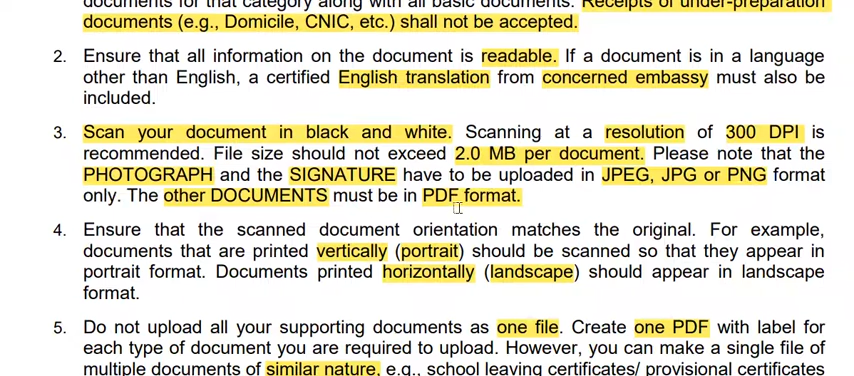 documents for that category along with all basic documents. Receipts of under-preparation
documents (e.g., Domicile, CNIC, etc.) shall not be accepted.
2. Ensure that all information on the document is readable. If a document is in a language
other than English, a certified English translation from concerned embassy must also be
included.
3. Scan your document in black and white. Scanning at a resolution of 300 DPI is
recommended. File size should not exceed 2.0 MB per document. Please note that the
PHOTOGRAPH and the SIGNATURE have to be uploaded in JPEG, JPG or PNG format
only. The other DOCUMENTS must be in PDF format.
4. Ensure that the scanned document orientation matches the original. For example,
documents that are printed vertically (portrait) should be scanned so that they appear in
portrait format. Documents printed horizontally (landscape) should appear in landscape
format.
5. Do not upload all your supporting documents as one file. Create one PDF with label for
each type of document you are required to upload. However, you can make a single file of
multiple documents of similar nature, e.g., school leaving certificates/ provisional certificates